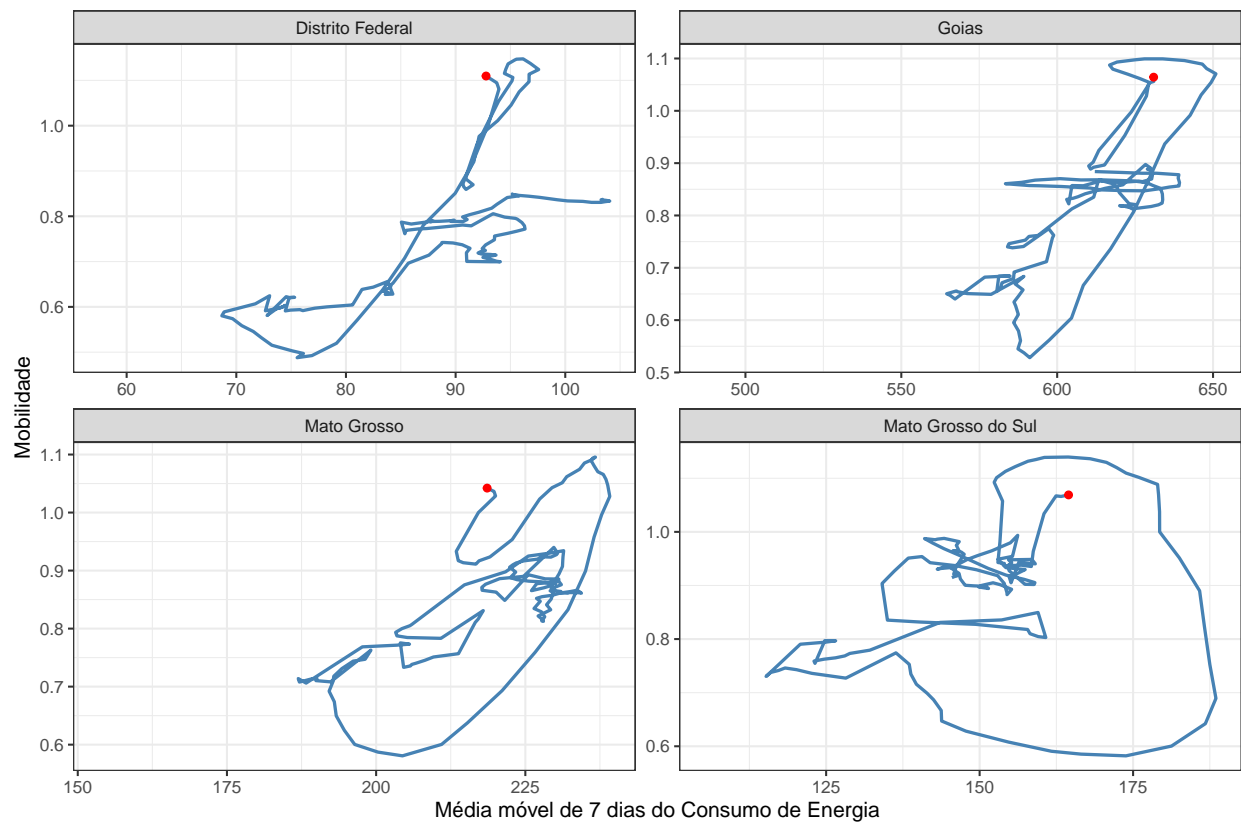 Distrito Federal
Goias
1.0
0.8
0.6
60 70 80 90 100
1.1
1.0
0.9
0.8
0.7
0.6
0.5
500 550 600 650
Mobilidade
Mato Grosso
Mato Grosso do Sul
1.1
1.0
0.9
0.8
0.7
0.6
150 175 200 225
1.0
0.8
0.6
125 150 175
Média móvel de 7 dias do Consumo de Energia